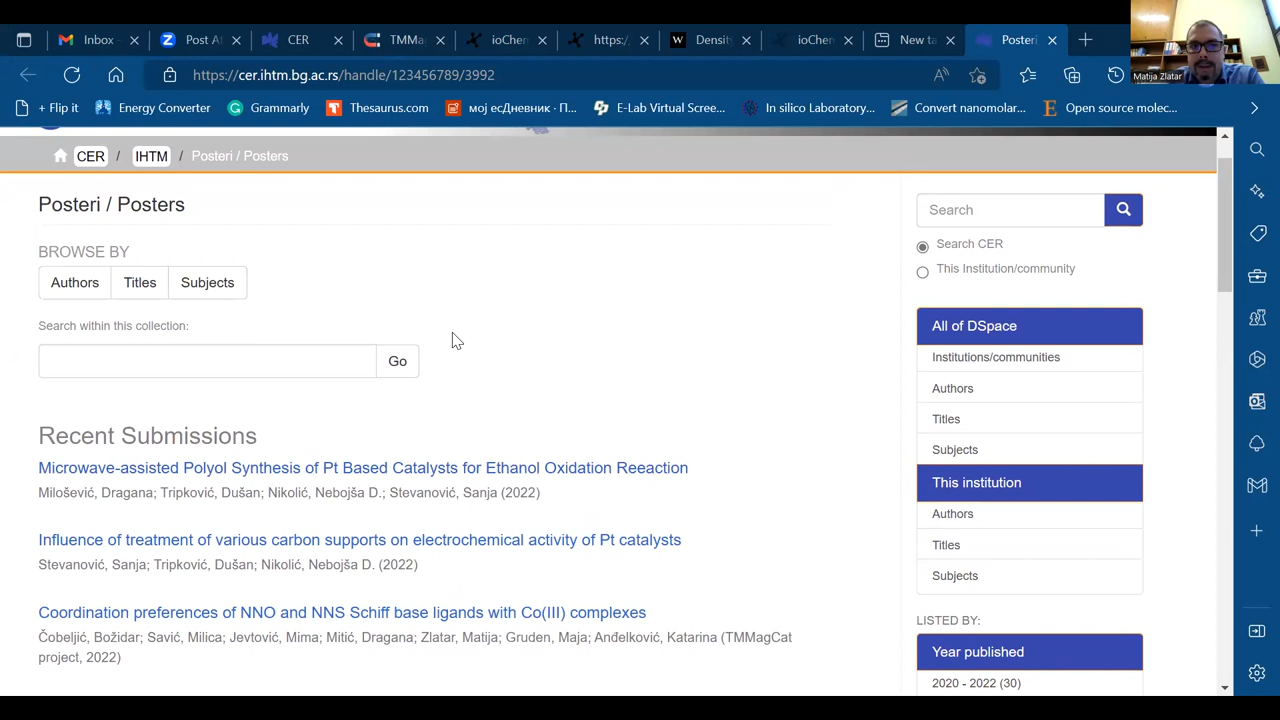 Inbox -
Post A
CER
TMMa
ioChen
https:/
Densit
ioChen
New ta
Posteri
Matija Zlatar
https://cer.ihtm.bg.ac.rs/handle/123456789/3992
+ Flip it
Energy Converter
Grammarly
Thesaurus.com
мој есДневник · П...
E-Lab Virtual Scree...
In silico Laboratory...
Convert nanomolar...
Open source molec...
CER / IHTM / Posteri / Posters
Posteri / Posters
BROWSE BY
Authors Titles Subjects
Search within this collection:
Go
Recent Submissions
Microwave-assisted Polyol Synthesis of Pt Based Catalysts for Ethanol Oxidation Reeaction
Milošević, Dragana; Tripković, Dušan; Nikolić, Nebojša D.; Stevanović, Sanja (2022)
Influence of treatment of various carbon supports on electrochemical activity of Pt catalysts
Stevanović, Sanja; Tripković, Dušan; Nikolić, Nebojša D. (2022)
Coordination preferences of NNO and NNS Schiff base ligands with Co(III) complexes
Čobeljić, Božidar; Savić, Milica; Jevtović, Mima; Mitić, Dragana; Zlatar, Matija; Gruden, Maja; Anđelković, Katarina (TMMagCat
project, 2022)
Search
Search CER
This Institution/community
All of DSpace
Institutions/communities
Authors
Titles
Subjects
This institution
Authors
Titles
Subjects
LISTED BY:
Year published
2020 - 2022 (30)